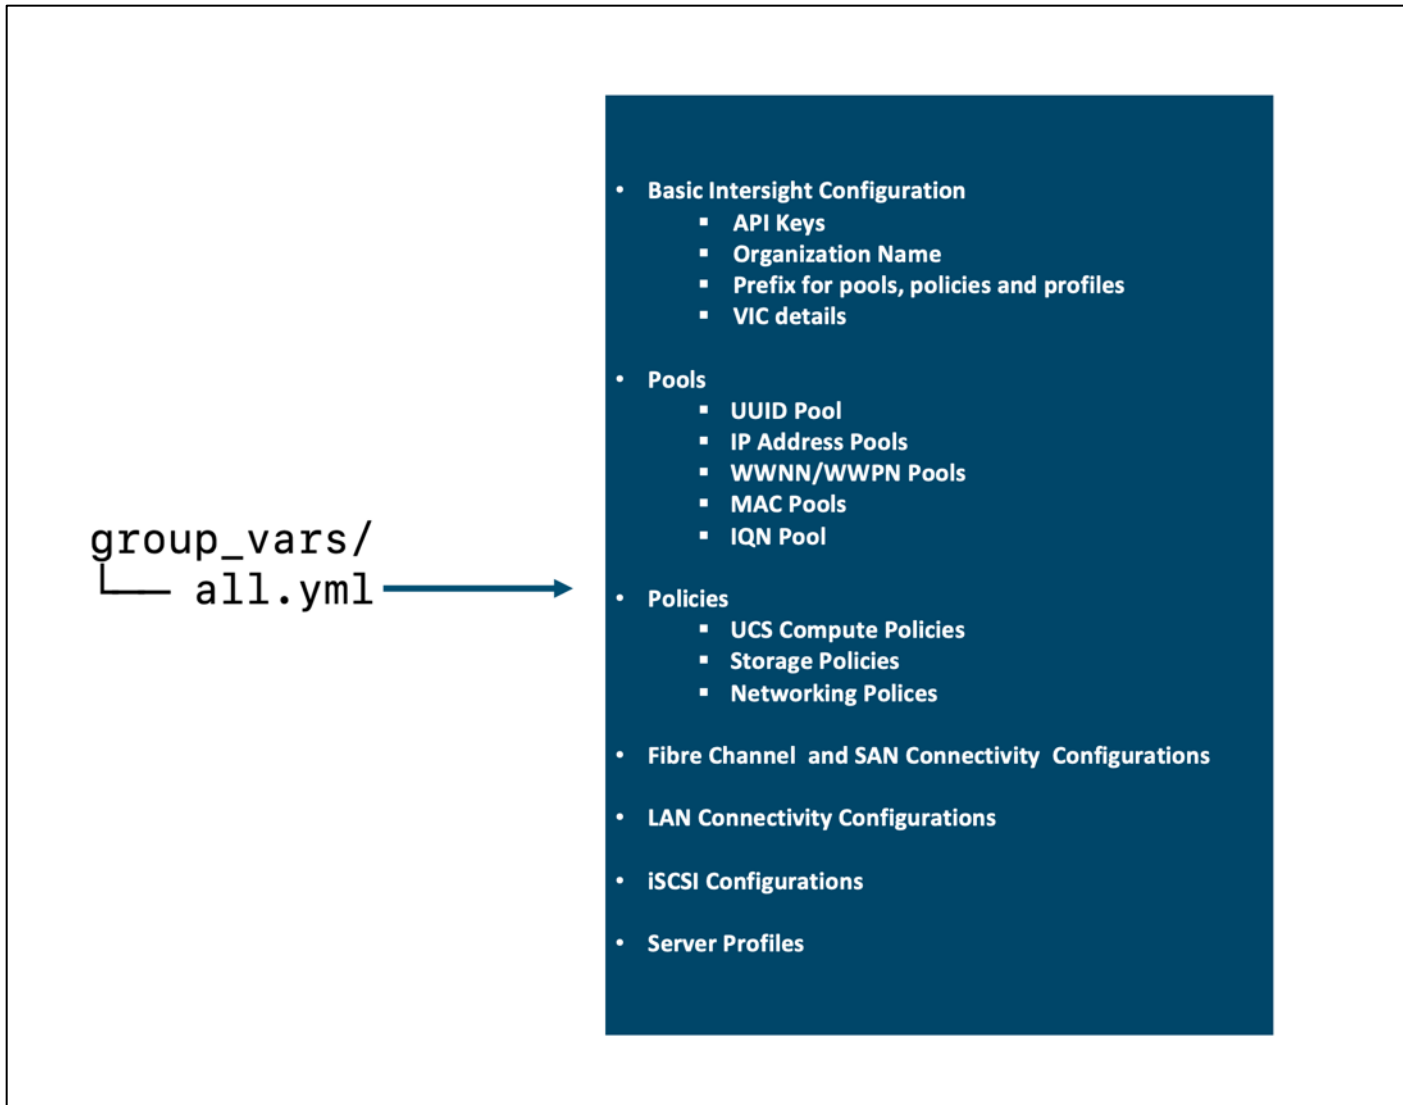 group_vars/
└── all.yml
• Basic Intersight Configuration
▪ API Keys
▪ Organization Name
▪ Prefix for pools, policies and profiles
▪ VIC details
• Pools
▪ UUID Pool
▪ IP Address Pools
▪ WWNN/WWPN Pools
▪ MAC Pools
▪ IQN Pool
• Policies
▪ UCS Compute Policies
▪ Storage Policies
▪ Networking Polices
• Fibre Channel and SAN Connectivity Configurations
• LAN Connectivity Configurations
• iSCSI Configurations
• Server Profiles